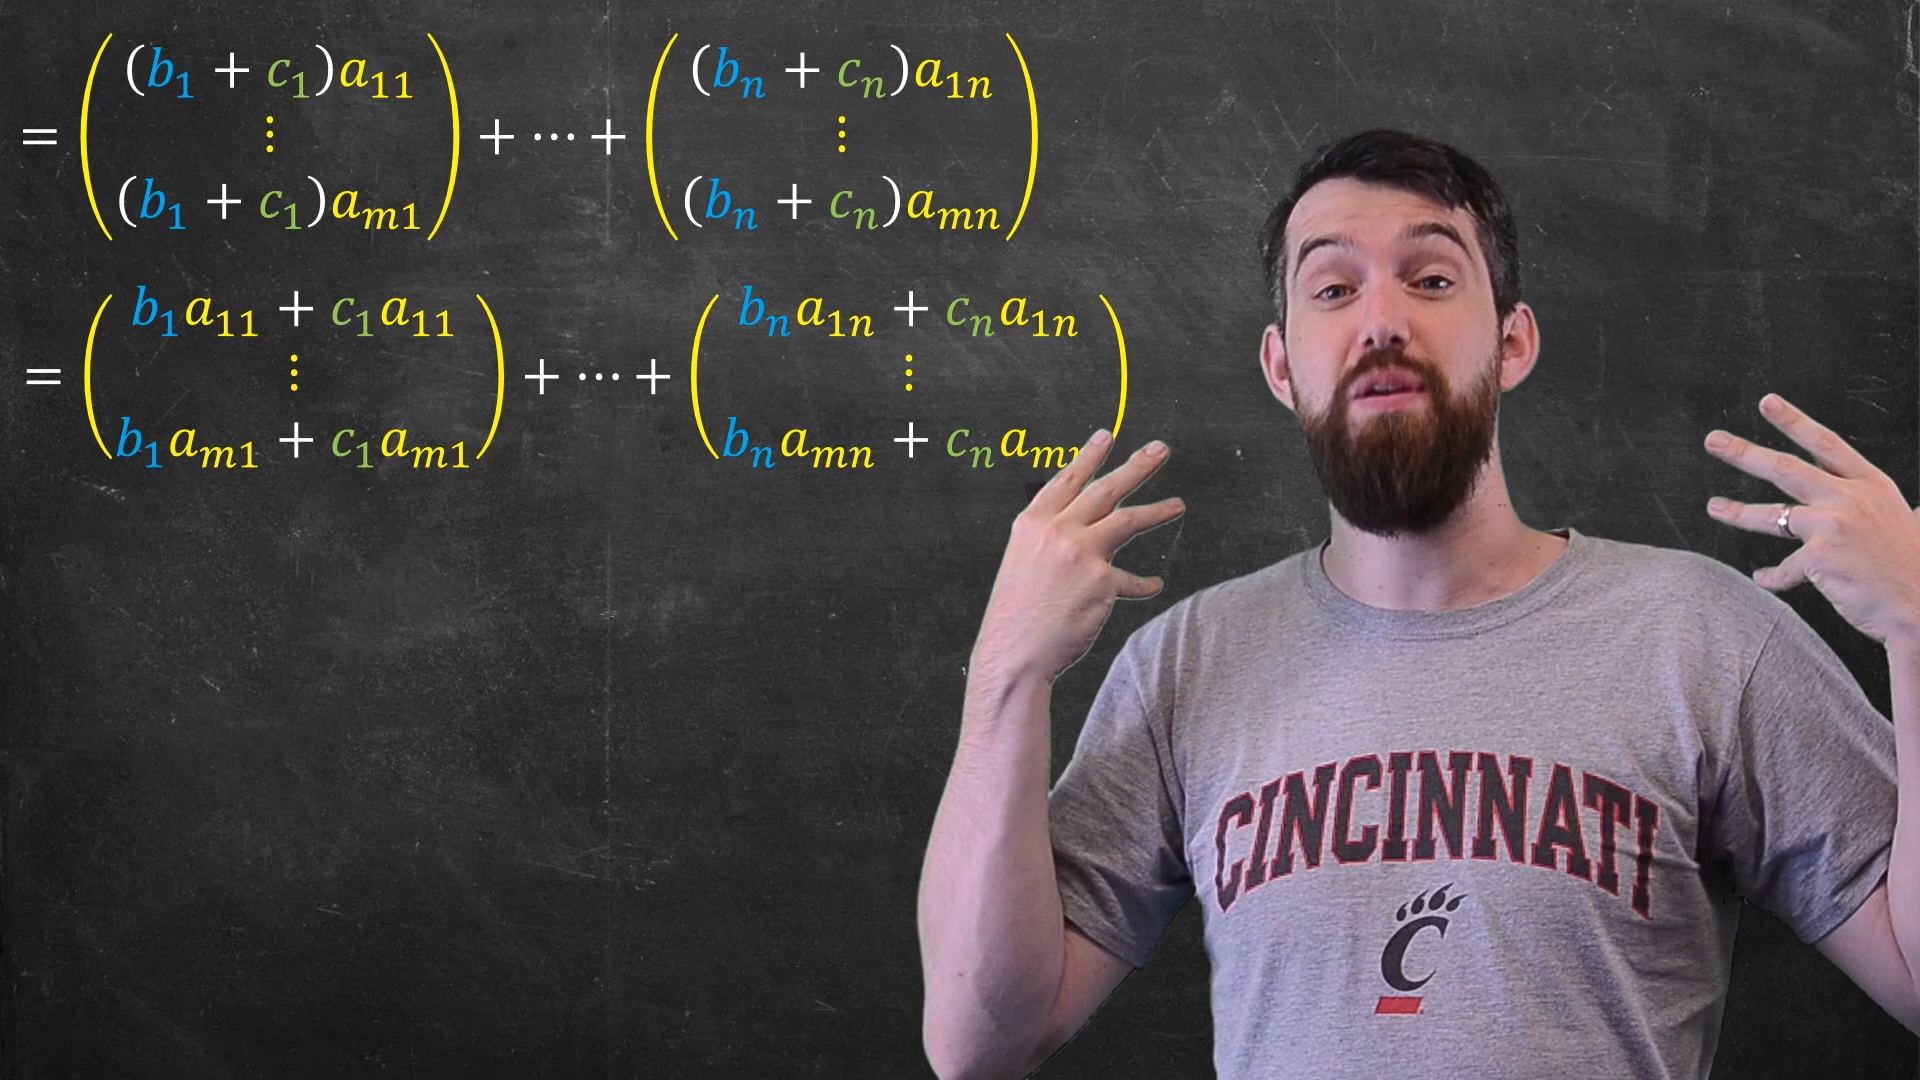 (b₁ + c₁)a₁₁ (bₙ + cₙ)a₁ₙ
= ⋮ + ⋯ + ⋮
(b₁ + c₁)aₘ₁ (bₙ + cₙ)aₘₙ
b₁a₁₁ + c₁a₁₁ bₙa₁ₙ + cₙa₁ₙ
= ⋮ + ⋯ + ⋮
b₁aₘ₁ + c₁aₘ₁ bₙaₘₙ + cₙaₘₙ
CINCINNATI
C